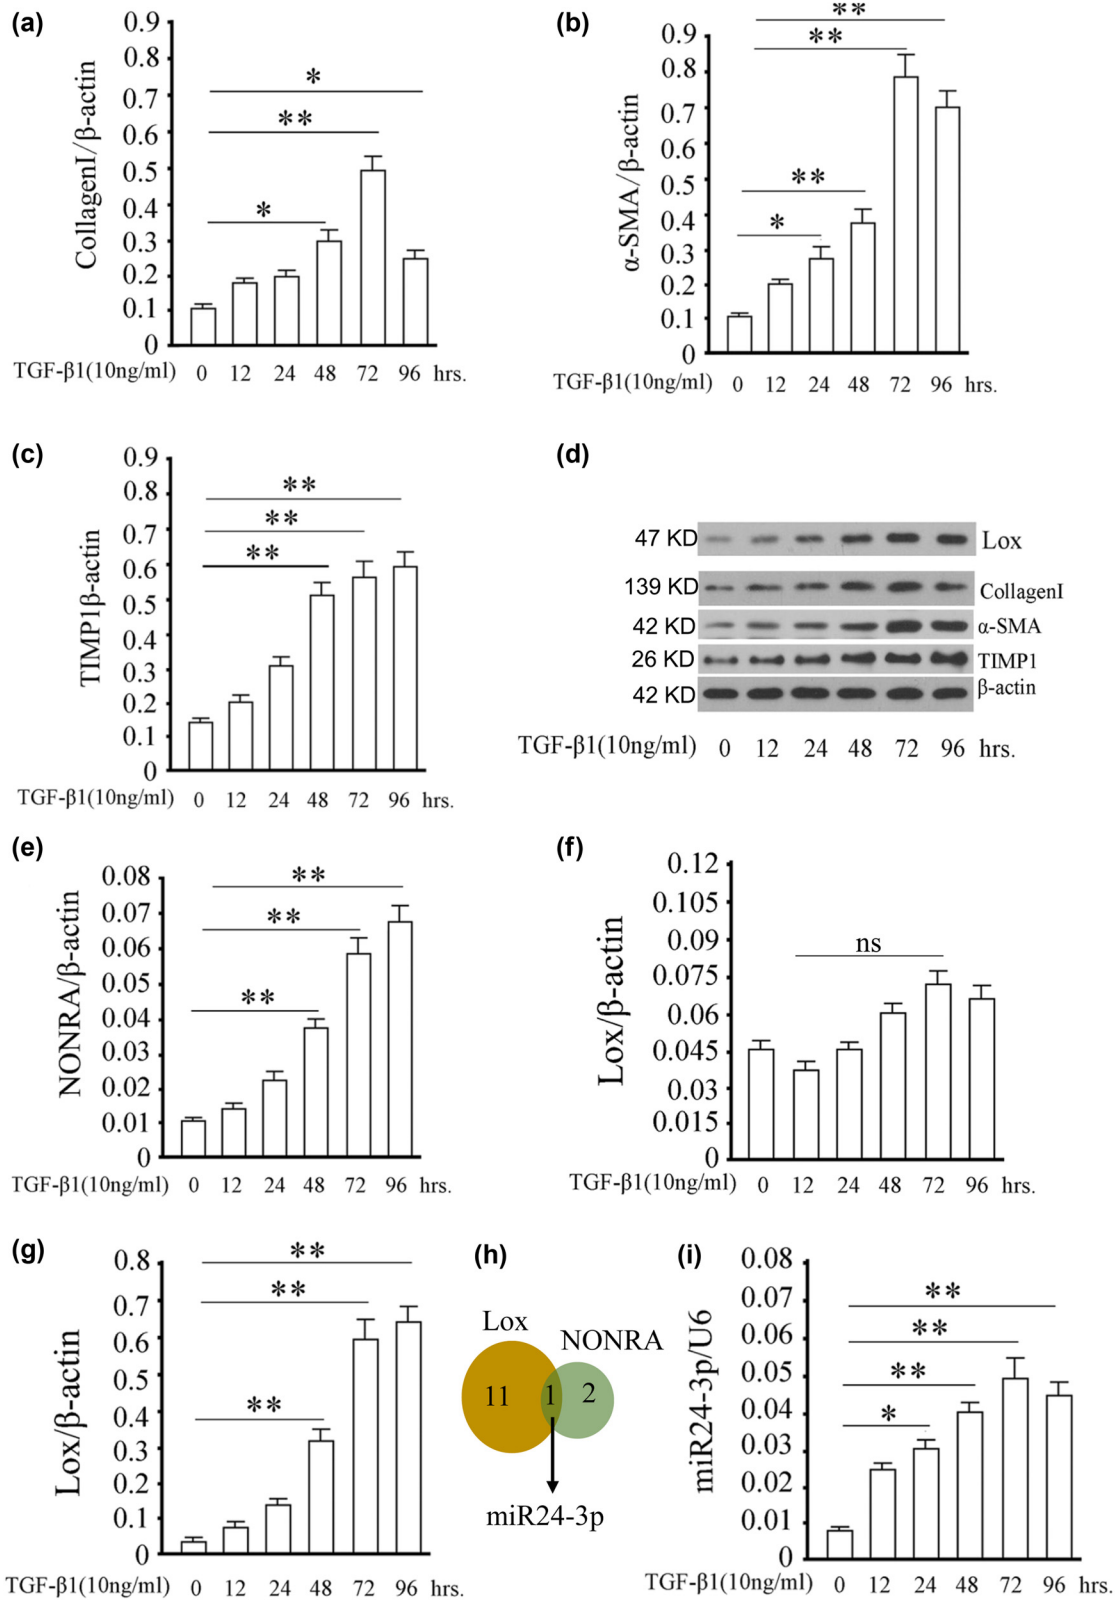 (a)
**
*
**
*
CollagenI/β-actin
0.9
0.8
0.7
0.6
0.5
0.4
0.3
0.2
0.1
0
TGF-β1(10ng/ml) 0 12 24 48 72 96 hrs.
(b)
**
**
**
*
α-SMA/β-actin
0.9
0.8
0.7
0.6
0.5
0.4
0.3
0.2
0.1
0
TGF-β1(10ng/ml) 0 12 24 48 72 96 hrs.
(c)
**
**
**
TIMP1β-actin
0.9
0.8
0.7
0.6
0.5
0.4
0.3
0.2
0.1
0
TGF-β1(10ng/ml) 0 12 24 48 72 96 hrs.
(d)
47 KD Lox
139 KD CollagenI
42 KD α-SMA
26 KD TIMP1
42 KD β-actin
TGF-β1(10ng/ml) 0 12 24 48 72 96 hrs.
(e)
**
**
**
NONRA/β-actin
0.08
0.07
0.06
0.05
0.04
0.03
0.02
0.01
0
TGF-β1(10ng/ml) 0 12 24 48 72 96 hrs.
(f)
ns
Lox/β-actin
0.12
0.105
0.09
0.075
0.06
0.045
0.03
0.015
0
TGF-β1(10ng/ml) 0 12 24 48 72 96 hrs.
(g)
**
**
**
Lox/β-actin
0.8
0.7
0.6
0.5
0.4
0.3
0.2
0.1
0
TGF-β1(10ng/ml) 0 12 24 48 72 96 hrs.
(h)
Lox
NONRA
11 1 2
miR24-3p
(i)
**
**
**
*
miR24-3p/U6
0.08
0.07
0.06
0.05
0.04
0.03
0.02
0.01
0
TGF-β1(10ng/ml) 0 12 24 48 72 96 hrs.